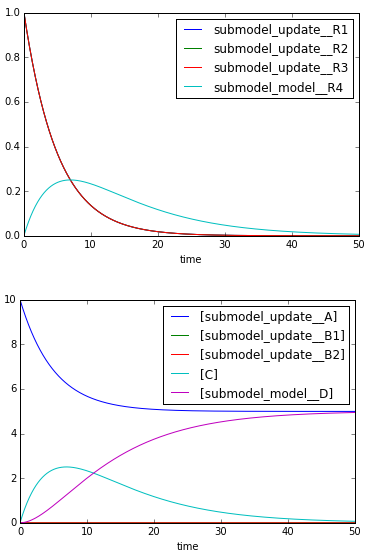 1.0
0.8
0.6
0.4
0.2
0.0
submodel_update__R1
submodel_update__R2
submodel_update__R3
submodel_model__R4
0 10 20 30 40 50
time
10
8
6
4
2
0
[submodel_update__A]
[submodel_update__B1]
[submodel_update__B2]
[C]
[submodel_model__D]
0 10 20 30 40 50
time